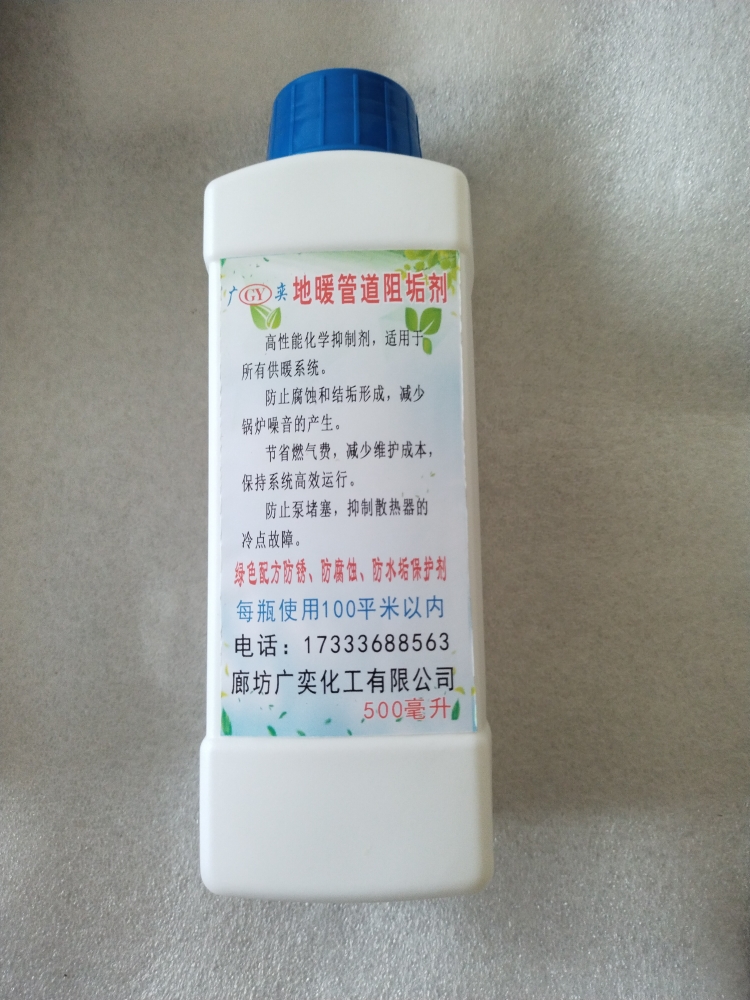 广GY奕 地暖管道阻垢剂
高性能化学抑制剂，适用于
所有供暖系统。
防止腐蚀和结垢形成，减少
锅炉噪音的产生。
节省燃气费，减少维护成本，
保持系统高效运行。
防止泵堵塞，抑制散热器的
冷点故障。
绿色配方防锈、防腐蚀、防水垢保护剂
每瓶使用100平米以内
电话：17333688563
廊坊广奕化工有限公司
500毫升